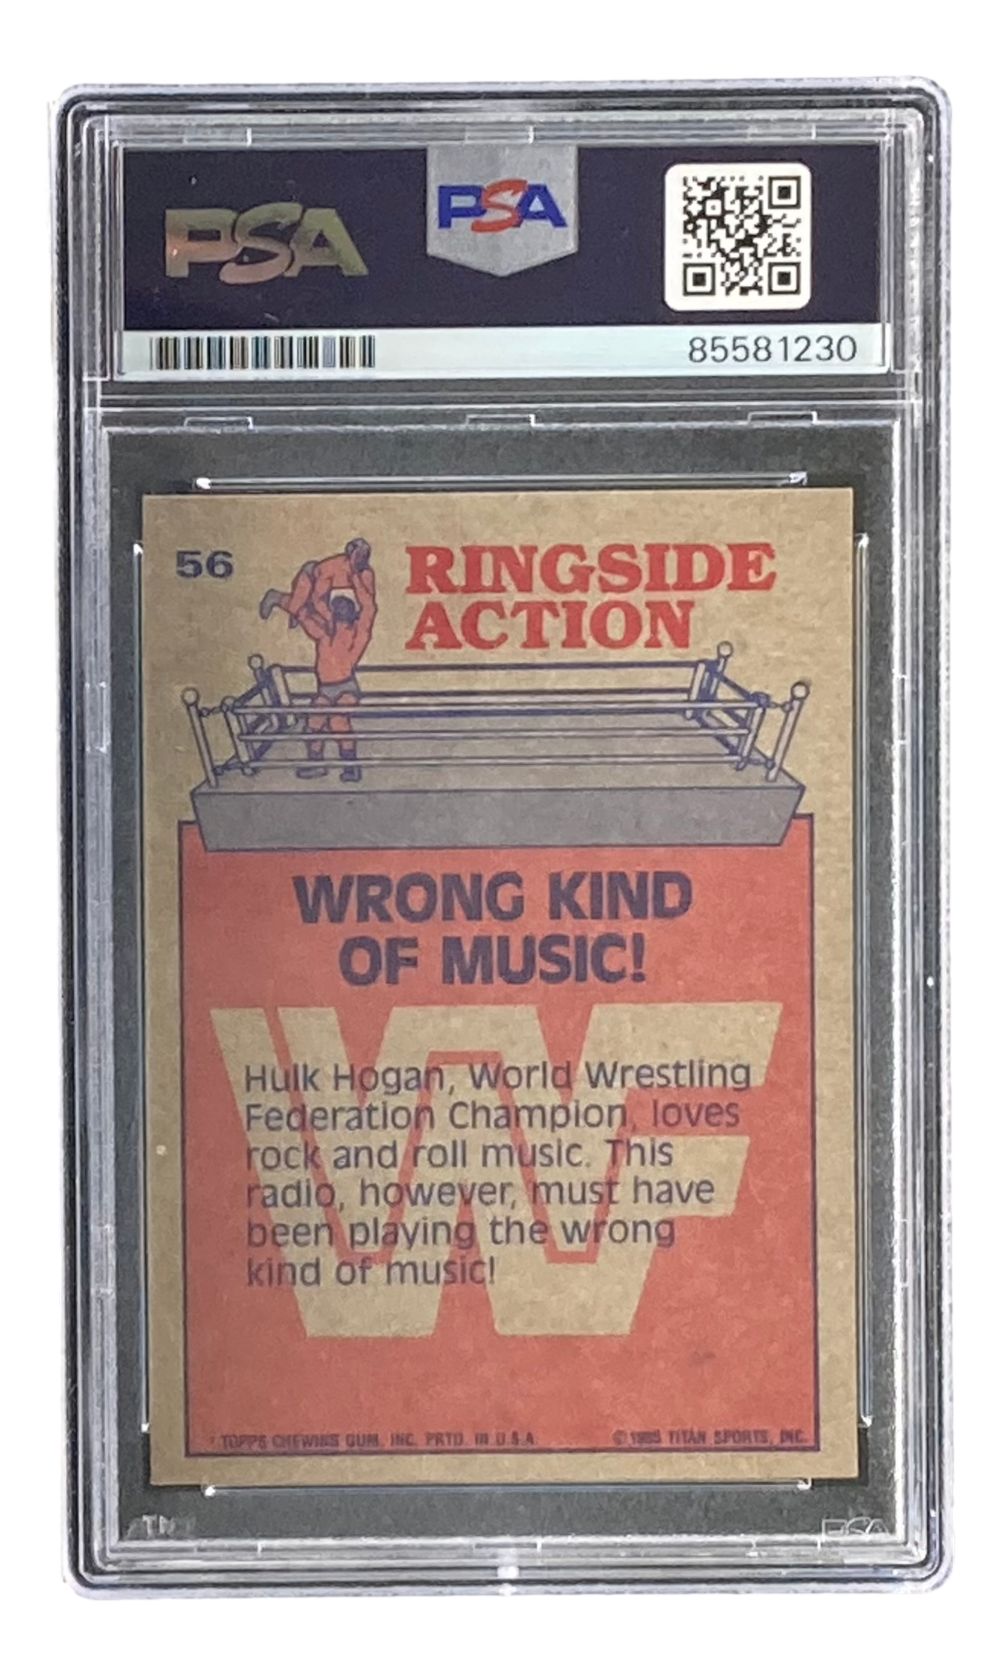 PSA
PSA
85581230
56
RINGSIDE
ACTION
WRONG KIND
OF MUSIC!
WF
Hulk Hogan, World Wrestling
Federation Champion, loves
rock and roll music. This
radio, however, must have
been playing the wrong
kind of music!
* TOPPS CHEWING GUM, INC. PRTD. IN U.S.A. © 1985 TITAN SPORTS, INC.
PSA